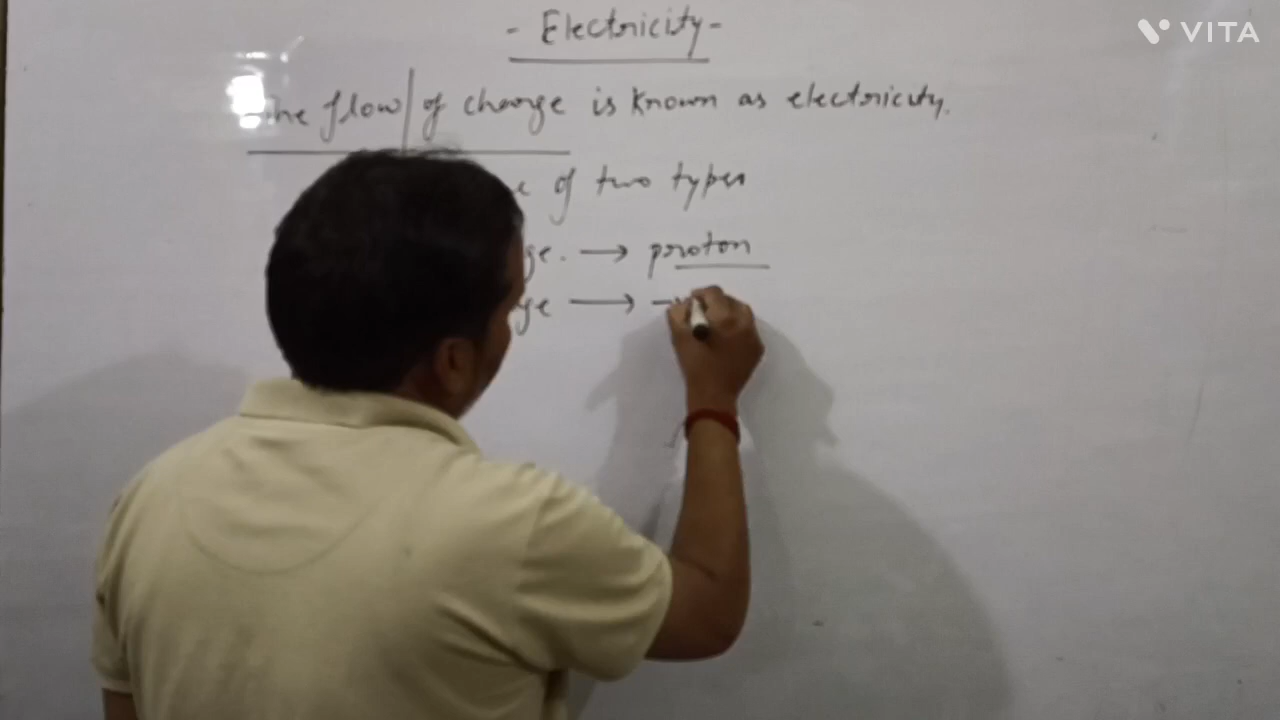 - Electricity -
VITA
The flow of charge is known as electricity.
of two types
→ proton
→